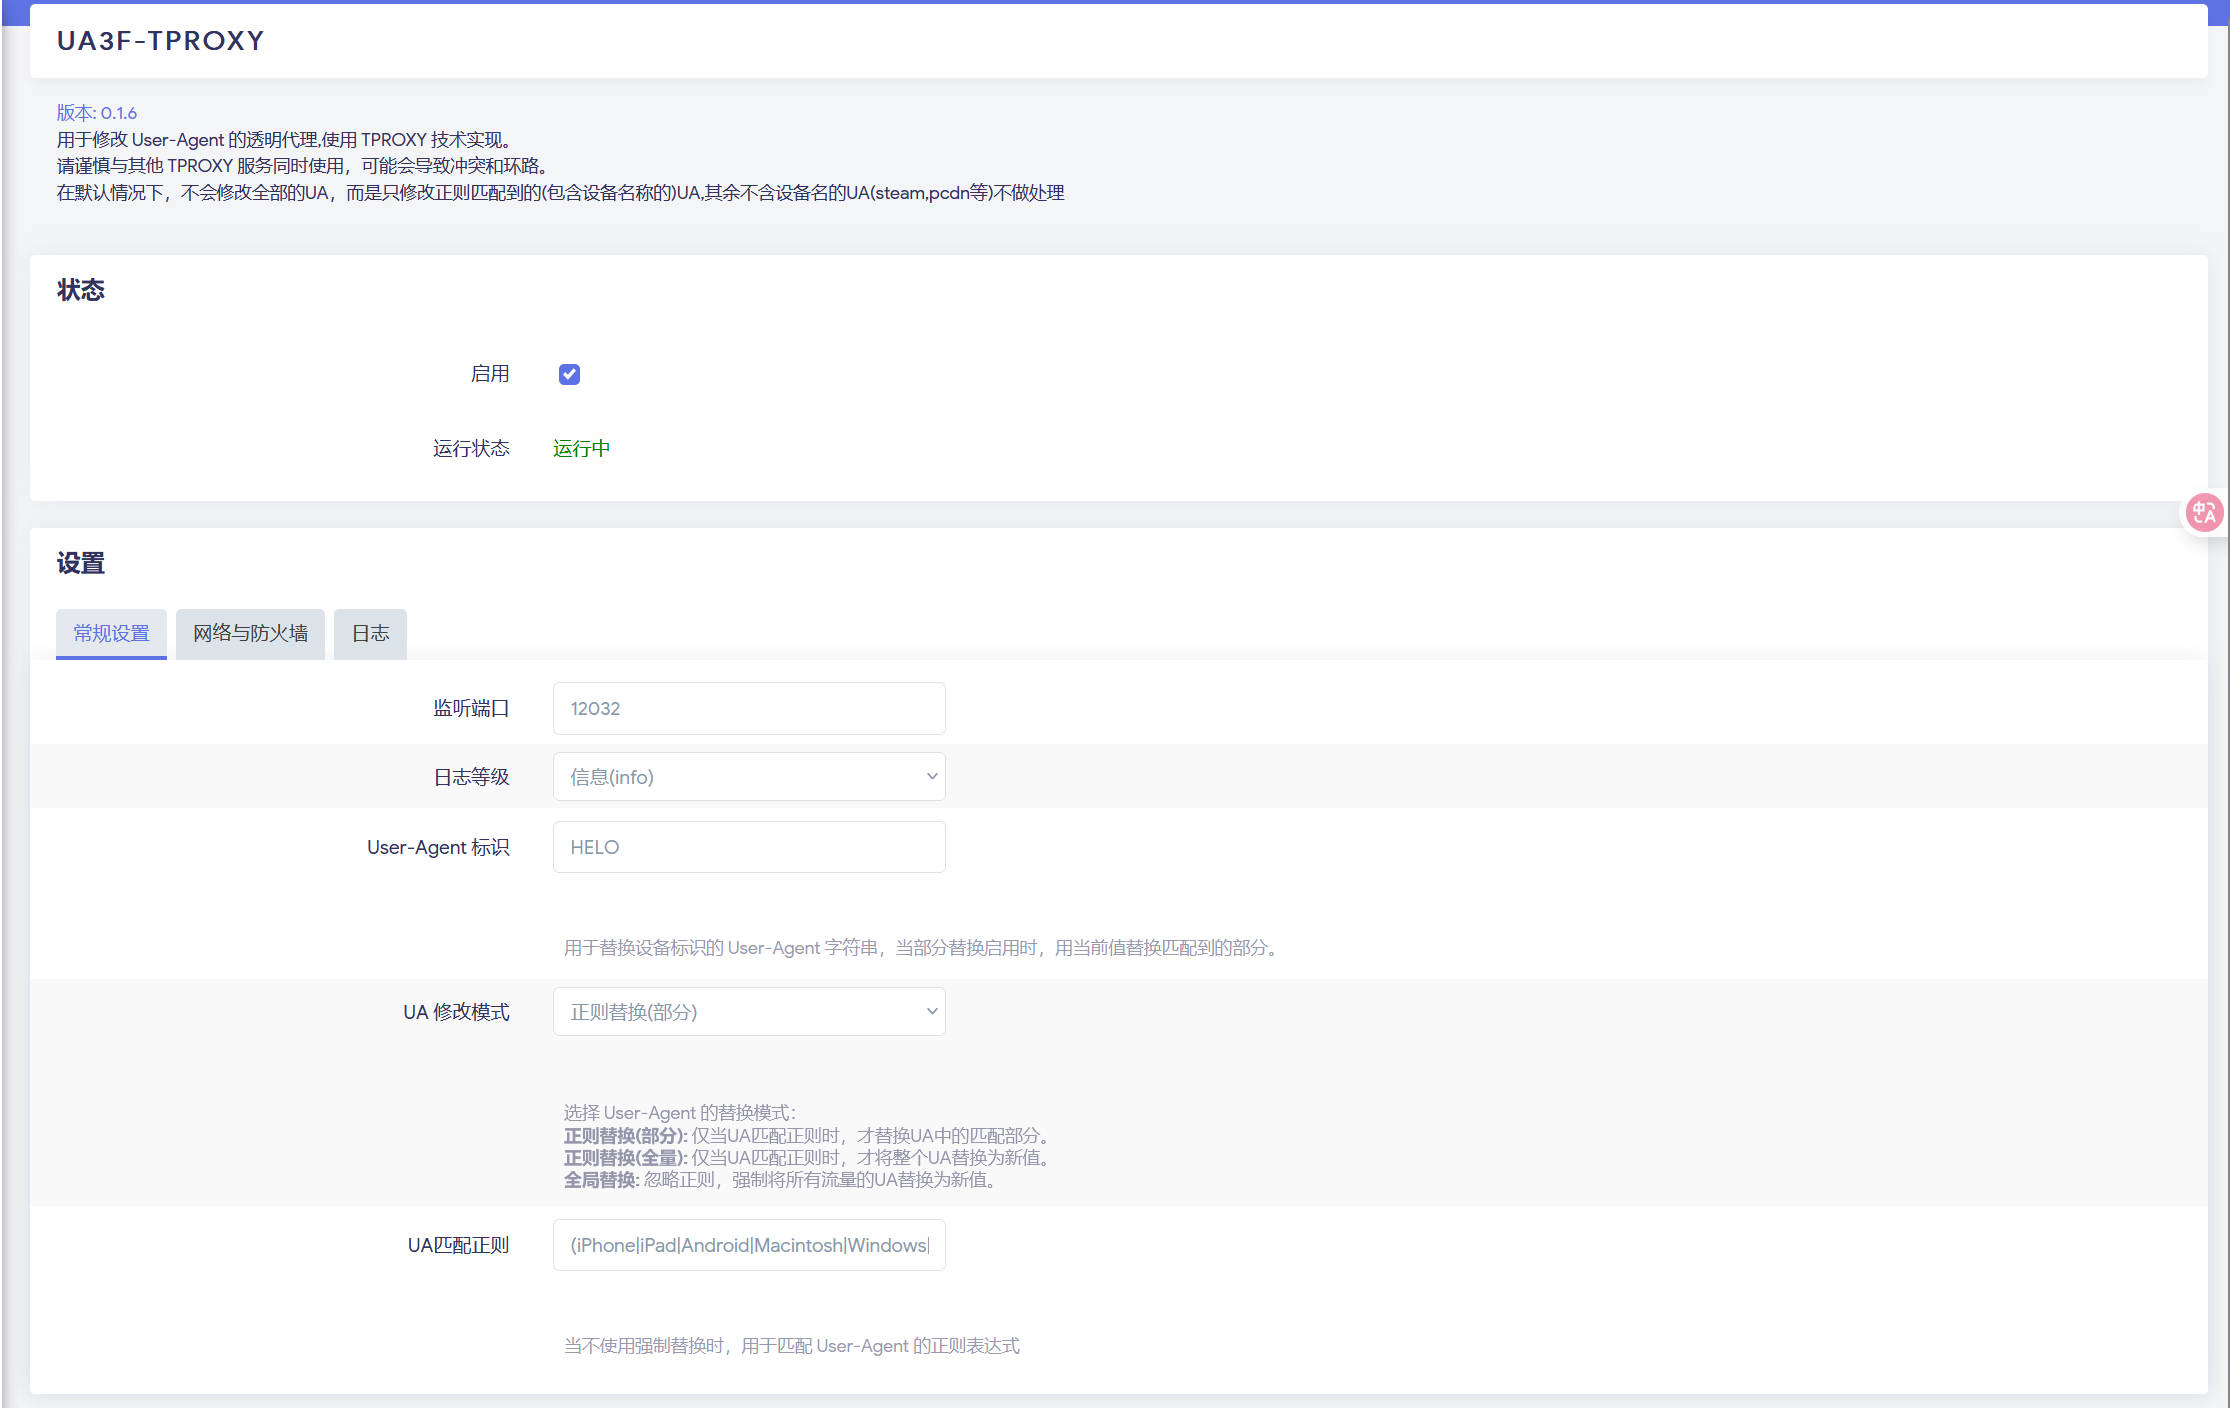 UA3F-TPROXY
版本: 0.1.6
用于修改 User-Agent 的透明代理,使用 TPROXY 技术实现。
请谨慎与其他 TPROXY 服务同时使用，可能会导致冲突和环路。
在默认情况下，不会修改全部的UA，而是只修改正则匹配到的(包含设备名称的)UA,其余不含设备名的UA(steam,pcdn等)不做处理
状态
启用
运行状态 运行中
设置
常规设置 网络与防火墙 日志
监听端口 12032
日志等级 信息(info)
User-Agent 标识 HELO
用于替换设备标识的 User-Agent 字符串，当部分替换启用时，用当前值替换匹配到的部分。
UA 修改模式 正则替换(部分)
选择 User-Agent 的替换模式：
正则替换(部分): 仅当UA匹配正则时，才替换UA中的匹配部分。
正则替换(全量): 仅当UA匹配正则时，才将整个UA替换为新值。
全局替换: 忽略正则，强制将所有流量的UA替换为新值。
UA匹配正则 (iPhone|iPad|Android|Macintosh|Windows|
当不使用强制替换时，用于匹配 User-Agent 的正则表达式
中A